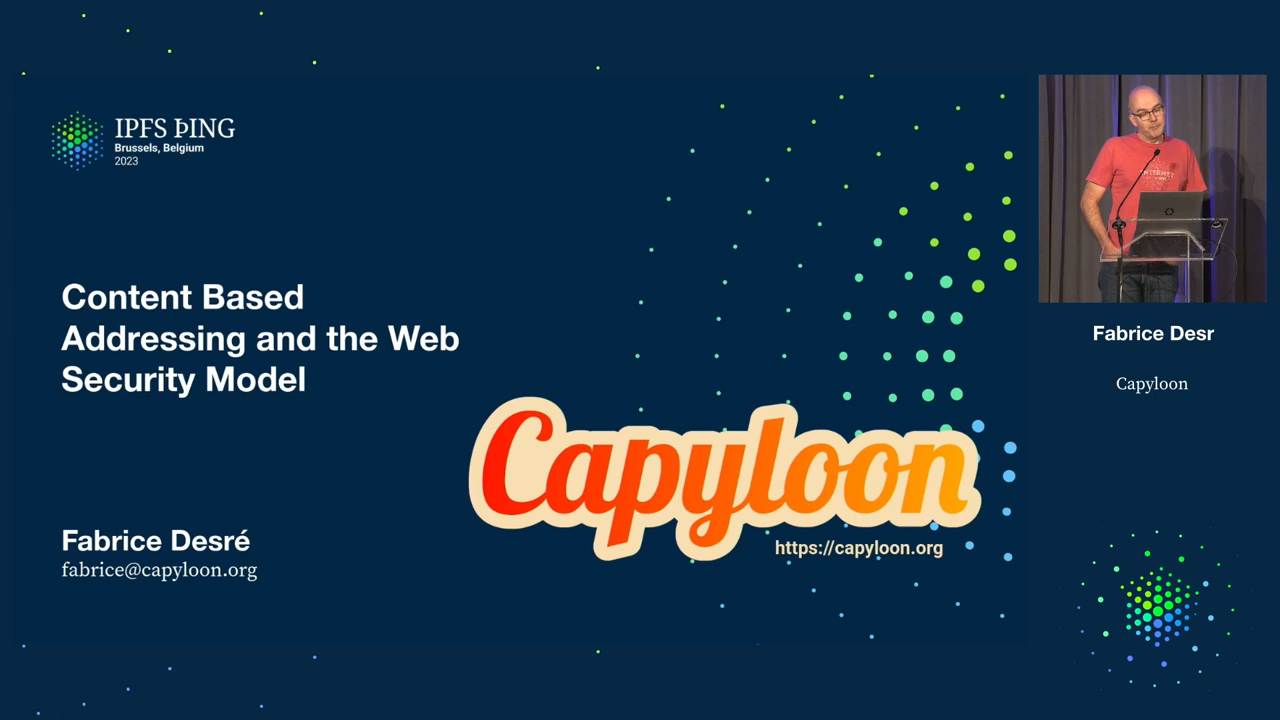 IPFS ÞING
Brussels, Belgium
2023
Content Based
Addressing and the Web
Security Model
Capyloon
https://capyloon.org
Fabrice Desré
fabrice@capyloon.org
INTERNET
Fabrice Desr
Capyloon